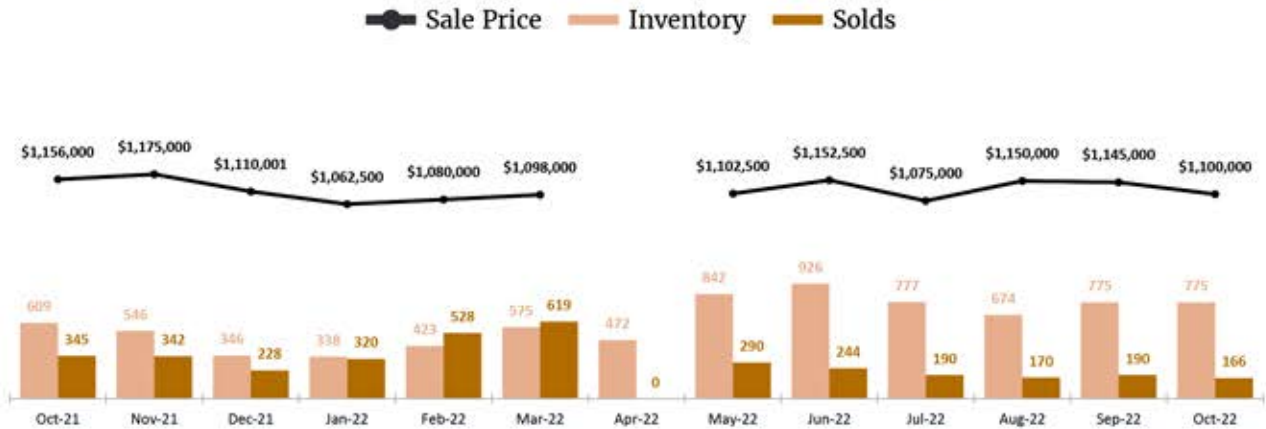 Sale Price Inventory Solds
$1,156,000 $1,175,000 $1,110,001 $1,062,500 $1,080,000 $1,098,000 $1,102,500 $1,152,500 $1,075,000 $1,150,000 $1,145,000 $1,100,000
609 345 546 342 346 228 338 320 423 528 575 619 472 0 842 290 926 244 777 190 674 170 775 190 775 166
Oct-21 Nov-21 Dec-21 Jan-22 Feb-22 Mar-22 Apr-22 May-22 Jun-22 Jul-22 Aug-22 Sep-22 Oct-22